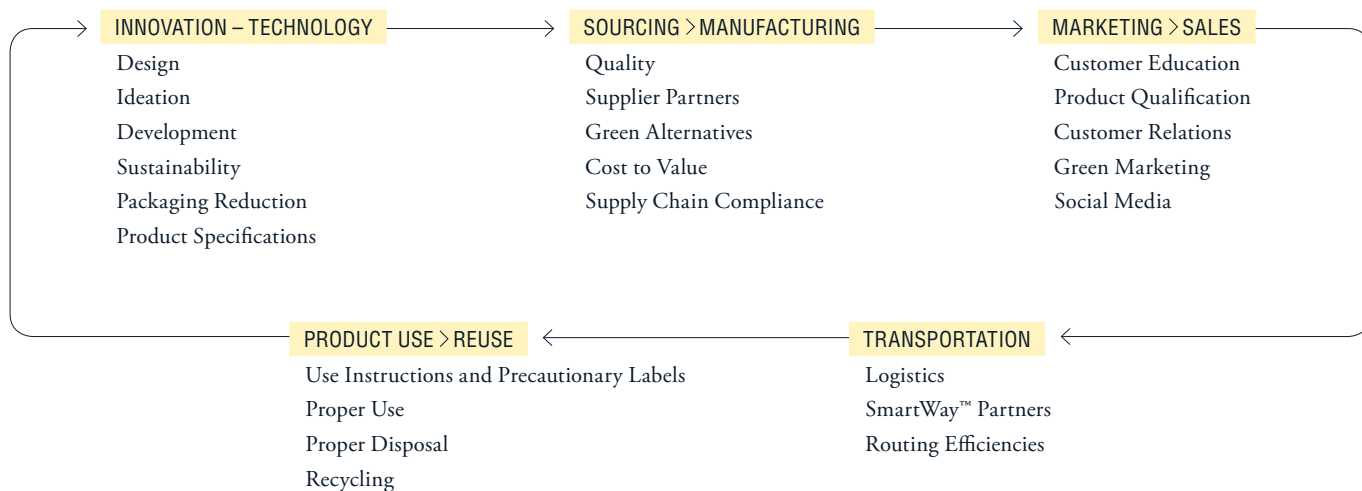 INNOVATION – TECHNOLOGY
Design
Ideation
Development
Sustainability
Packaging Reduction
Product Specifications
SOURCING > MANUFACTURING
Quality
Supplier Partners
Green Alternatives
Cost to Value
Supply Chain Compliance
MARKETING > SALES
Customer Education
Product Qualification
Customer Relations
Green Marketing
Social Media
PRODUCT USE > REUSE
Use Instructions and Precautionary Labels
Proper Use
Proper Disposal
Recycling
TRANSPORTATION
Logistics
SmartWay™ Partners
Routing Efficiencies